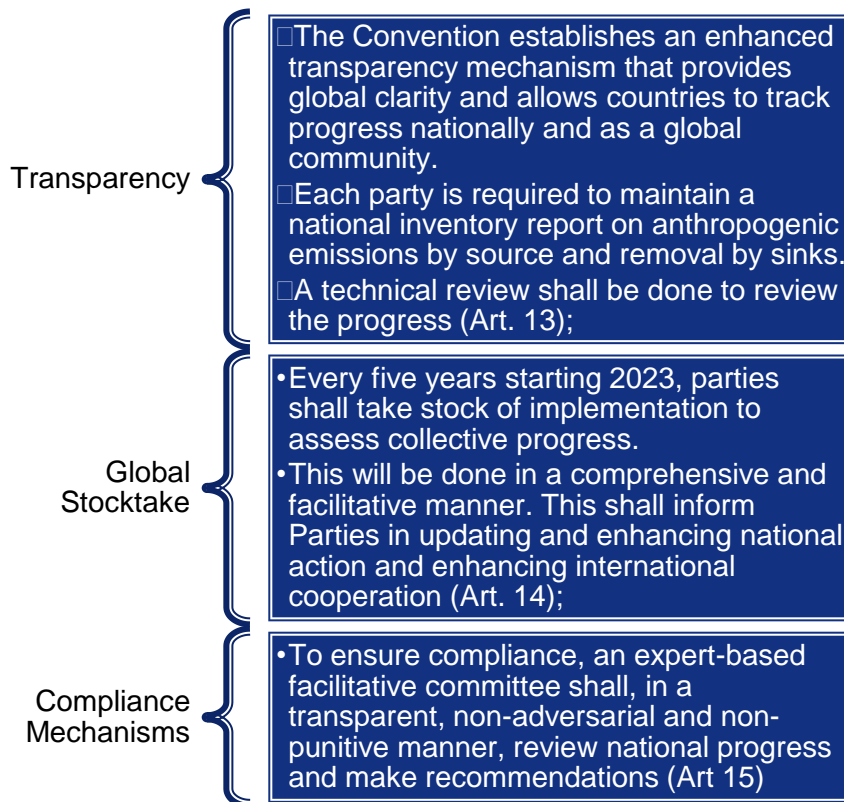 Transparency
□The Convention establishes an enhanced
transparency mechanism that provides
global clarity and allows countries to track
progress nationally and as a global
community.
□Each party is required to maintain a
national inventory report on anthropogenic
emissions by source and removal by sinks.
□A technical review shall be done to review
the progress (Art. 13);
Global
Stocktake
•Every five years starting 2023, parties
shall take stock of implementation to
assess collective progress.
•This will be done in a comprehensive and
facilitative manner. This shall inform
Parties in updating and enhancing national
action and enhancing international
cooperation (Art. 14);
Compliance
Mechanisms
•To ensure compliance, an expert-based
facilitative committee shall, in a
transparent, non-adversarial and non-
punitive manner, review national progress
and make recommendations (Art 15)